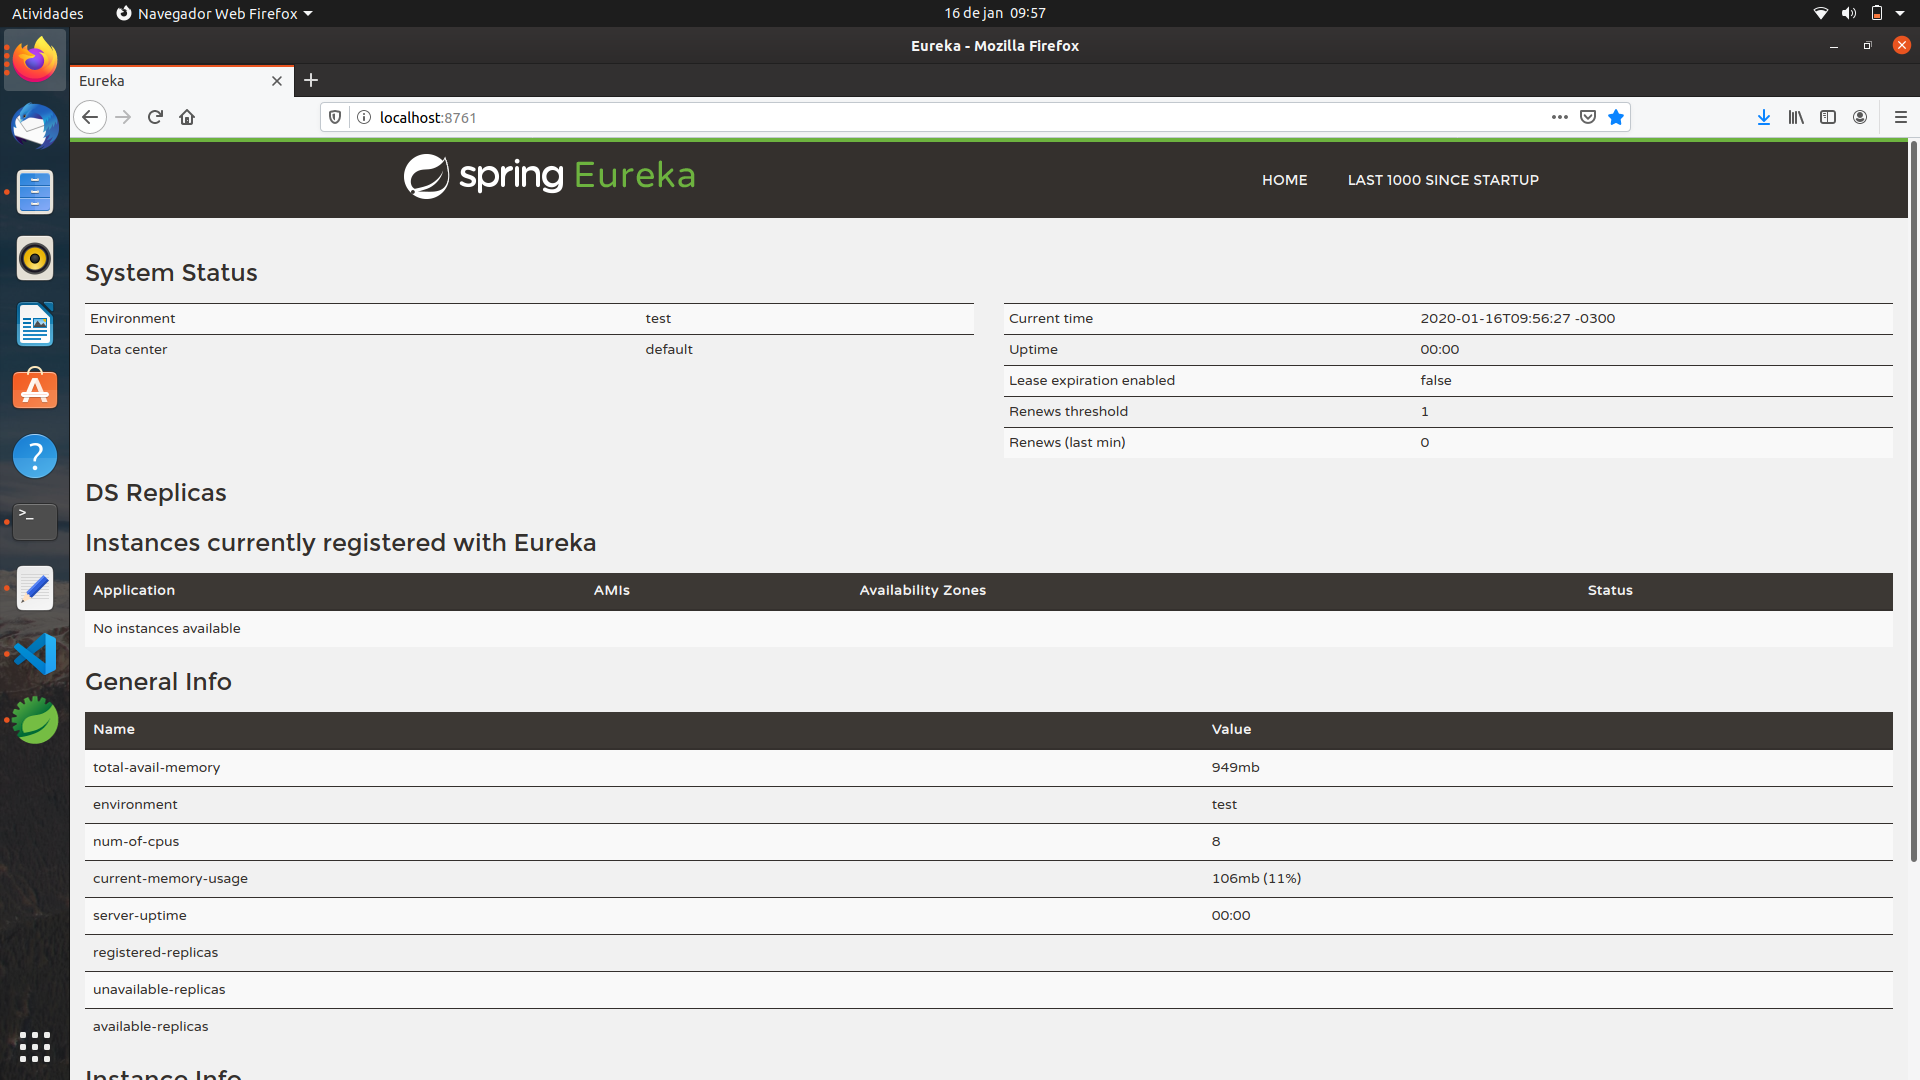 Atividades
Navegador Web Firefox
16 de jan 09:57
Eureka - Mozilla Firefox
Eureka
localhost:8761
spring Eureka
HOME
LAST 1000 SINCE STARTUP
System Status
Environment test
Data center default
Current time 2020-01-16T09:56:27 -0300
Uptime 00:00
Lease expiration enabled false
Renews threshold 1
Renews (last min) 0
DS Replicas
Instances currently registered with Eureka
Application AMIs Availability Zones Status
No instances available
General Info
Name Value
total-avail-memory 949mb
environment test
num-of-cpus 8
current-memory-usage 106mb (11%)
server-uptime 00:00
registered-replicas
unavailable-replicas
available-replicas
Instance Info